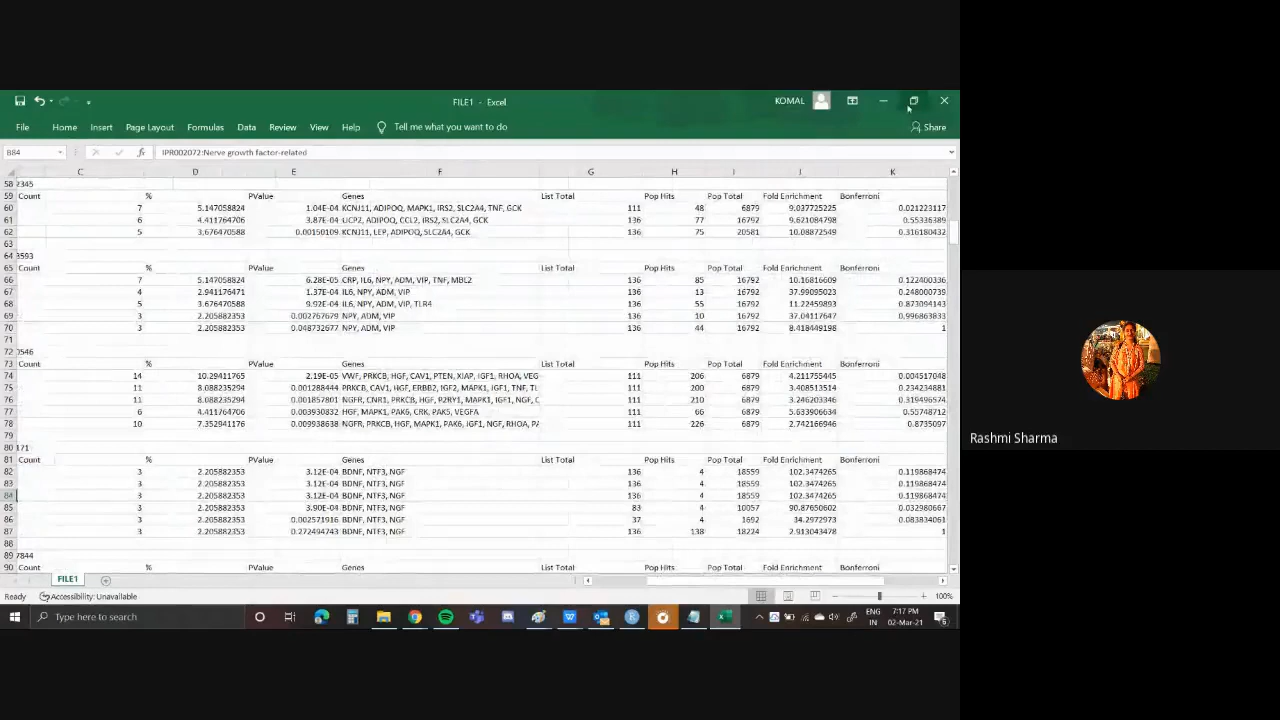 FILE1 - Excel KOMAL
File Home Insert Page Layout Formulas Data Review View Help Tell me what you want to do Share
B84 fx IPR002072:Nerve growth factor-related
C D E F G H I J K
58 2345
59 Count % PValue Genes List Total Pop Hits Pop Total Fold Enrichment Bonferroni
60 7 5.147058824 1.04E-04 KCNJ11, ADIPOQ, MAPK1, IRS2, SLC2A4, TNF, GCK 111 48 6879 9.037725225 0.021223117
61 6 4.411764706 3.87E-04 UCP2, ADIPOQ, CCL2, IRS2, SLC2A4, GCK 136 77 16792 9.621084798 0.55336389
62 5 3.676470588 0.00150109 KCNJ11, LEP, ADIPOQ, SLC2A4, GCK 136 75 20581 10.08872549 0.316180432
63
64 3593
65 Count % PValue Genes List Total Pop Hits Pop Total Fold Enrichment Bonferroni
66 7 5.147058824 6.28E-05 CRP, IL6, NPY, ADM, VIP, TNF, MBL2 136 85 16792 10.16816609 0.122400336
67 4 2.941176471 1.37E-04 IL6, NPY, ADM, VIP 136 13 16792 37.99095023 0.248000739
68 5 3.676470588 9.92E-04 IL6, NPY, ADM, VIP, TLR4 136 55 16792 11.22459893 0.873094143
69 3 2.205882353 0.002767679 NPY, ADM, VIP 136 10 16792 37.04117647 0.996863833
70 3 2.205882353 0.048732677 NPY, ADM, VIP 136 44 16792 8.418449198 1
71
72 0546
73 Count % PValue Genes List Total Pop Hits Pop Total Fold Enrichment Bonferroni
74 14 10.29411765 2.19E-05 VWF, PRKCB, HGF, CAV1, PTEN, XIAP, IGF1, RHOA, VEG 111 206 6879 4.211755445 0.004517048
75 11 8.088235294 0.001288444 PRKCB, CAV1, HGF, ERBB2, IGF2, MAPK1, IGF1, TNF, TL 111 200 6879 3.408513514 0.234234881
76 11 8.088235294 0.001857801 NGFR, CNR1, PRKCB, HGF, P2RY1, MAPK1, IGF1, NGF, C 111 210 6879 3.246203346 0.319496574
77 6 4.411764706 0.003930832 HGF, MAPK1, PAK6, CRK, PAK5, VEGFA 111 66 6879 5.633906634 0.55748712
78 10 7.352941176 0.009938638 NGFR, PRKCB, HGF, MAPK1, PAK6, IGF1, NGF, RHOA, PA 111 226 6879 2.742166946 0.8735097
79
80 171
81 Count % PValue Genes List Total Pop Hits Pop Total Fold Enrichment Bonferroni
82 3 2.205882353 3.12E-04 BDNF, NTF3, NGF 136 4 18559 102.3474265 0.119868474
83 3 2.205882353 3.12E-04 BDNF, NTF3, NGF 136 4 18559 102.3474265 0.119868474
84 3 2.205882353 3.12E-04 BDNF, NTF3, NGF 136 4 18559 102.3474265 0.119868474
85 3 2.205882353 3.90E-04 BDNF, NTF3, NGF 83 4 10057 90.87650602 0.032980667
86 3 2.205882353 0.002571916 BDNF, NTF3, NGF 37 4 1692 34.2972973 0.083834061
87 3 2.205882353 0.272494743 BDNF, NTF3, NGF 136 138 18224 2.913043478 1
88
89 7844
90 Count % PValue Genes List Total Pop Hits Pop Total Fold Enrichment Bonferroni
FILE1
Ready Accessibility: Unavailable 100%
Type here to search ENG IN 7:17 PM 02-Mar-21
Rashmi Sharma